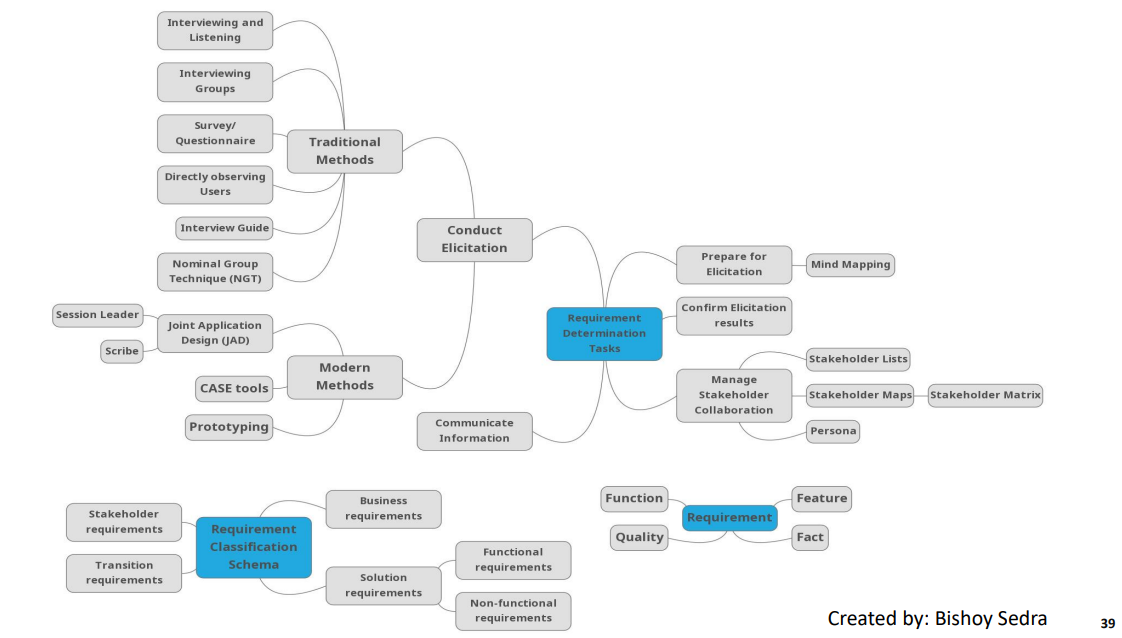 Interviewing and
Listening
Interviewing
Groups
Survey/
Questionnaire
Directly observing
Users
Interview Guide
Nominal Group
Technique (NGT)
Traditional
Methods
Session Leader
Scribe
Joint Application
Design (JAD)
CASE tools
Prototyping
Modern
Methods
Conduct
Elicitation
Communicate
Information
Requirement
Determination
Tasks
Prepare for
Elicitation
Mind Mapping
Confirm Elicitation
results
Manage
Stakeholder
Collaboration
Stakeholder Lists
Stakeholder Maps
Stakeholder Matrix
Persona
Stakeholder
requirements
Transition
requirements
Requirement
Classification
Schema
Business
requirements
Solution
requirements
Functional
requirements
Non-functional
requirements
Function
Quality
Requirement
Feature
Fact
Created by: Bishoy Sedra
39